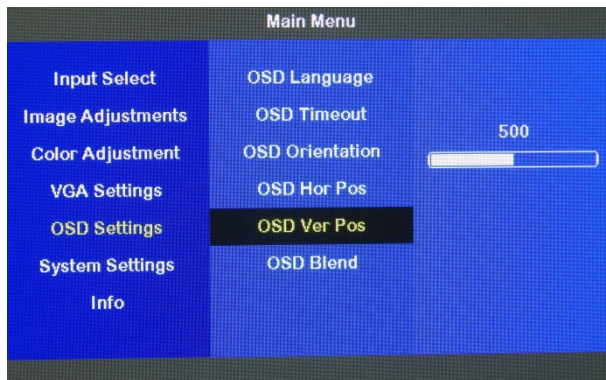 Main Menu
Input Select
Image Adjustments
Color Adjustment
VGA Settings
OSD Settings
System Settings
Info
OSD Language
OSD Timeout
OSD Orientation
OSD Hor Pos
OSD Ver Pos
OSD Blend
500